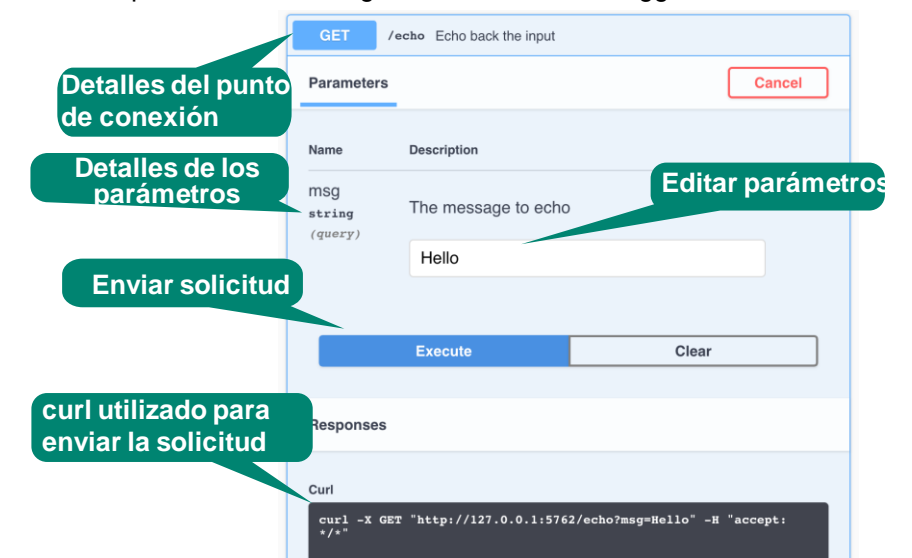 GET /echo Echo back the input
Detalles del punto
de conexión
Parameters
Cancel
Name Description
Detalles de los
parámetros
Editar parámetros
msg
string
(query)
The message to echo
Hello
Enviar solicitud
Execute
Clear
curl utilizado para
enviar la solicitud
Responses
Curl
curl -X GET "http://127.0.0.1:5762/echo?msg=Hello" -H "accept:
*/*"